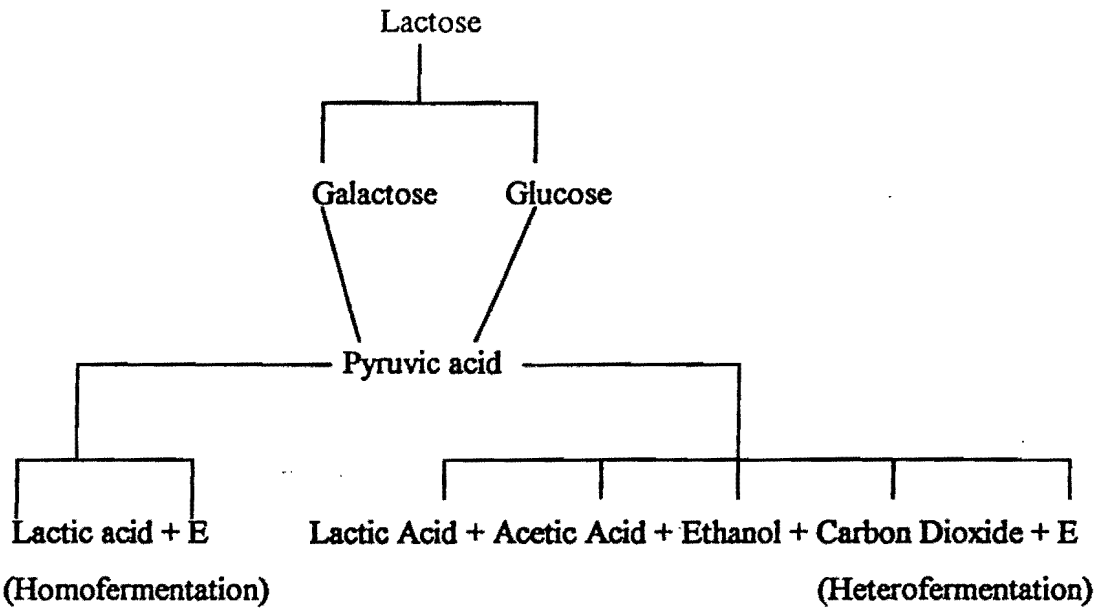 Lactose
Galactose Glucose
Pyruvic acid
Lactic acid + E Lactic Acid + Acetic Acid + Ethanol + Carbon Dioxide + E
(Homofermentation) (Heterofermentation)